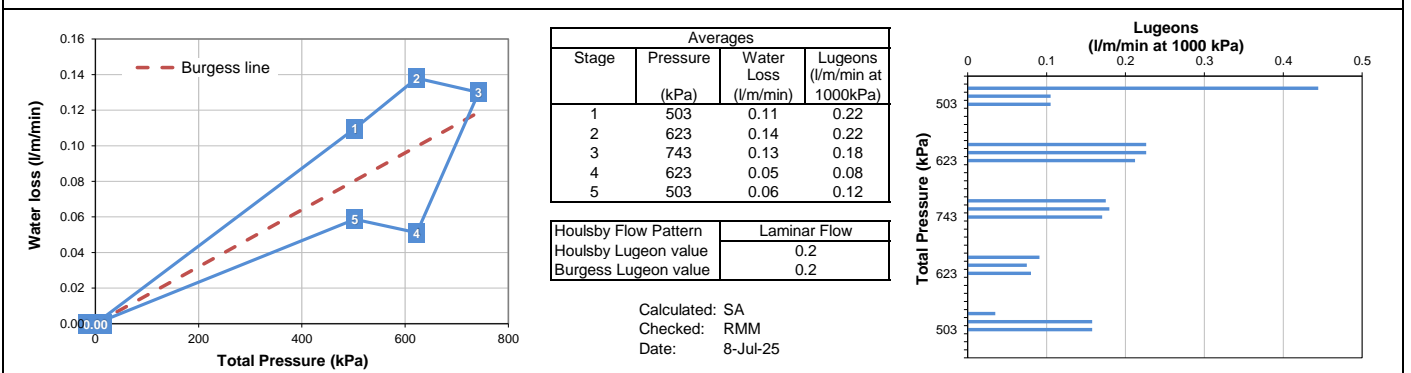 0.16
0.14
0.12
0.10
0.08
0.06
0.04
0.02
0.00
Water loss (l/m/min)
Burgess line
1
2
3
4
5
0.00
0 200 400 600 800
Total Pressure (kPa)
Averages
Stage Pressure Water Lugeons
Loss (l/m/min at
(kPa) (l/m/min) 1000kPa)
1 503 0.11 0.22
2 623 0.14 0.22
3 743 0.13 0.18
4 623 0.05 0.08
5 503 0.06 0.12
Houlsby Flow Pattern Laminar Flow
Houlsby Lugeon value 0.2
Burgess Lugeon value 0.2
Calculated: SA
Checked: RMM
Date: 8-Jul-25
Lugeons
(l/m/min at 1000 kPa)
0 0.1 0.2 0.3 0.4 0.5
Total Pressure (kPa)
503
623
743
623
503